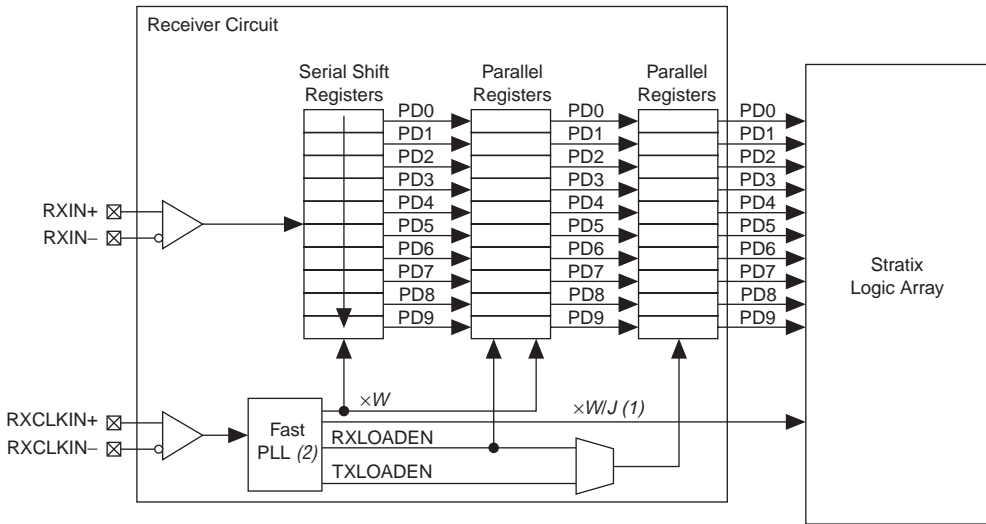 Receiver Circuit
Serial Shift
Registers
Parallel
Registers
Parallel
Registers
PD0 PD0 PD0
PD1 PD1 PD1
PD2 PD2 PD2
PD3 PD3 PD3
PD4 PD4 PD4
PD5 PD5 PD5
PD6 PD6 PD6
PD7 PD7 PD7
PD8 PD8 PD8
PD9 PD9 PD9
RXIN+
RXIN−
Stratix
Logic Array
×W
×W/J (1)
RXCLKIN+
RXCLKIN−
Fast
PLL (2)
RXLOADEN
TXLOADEN